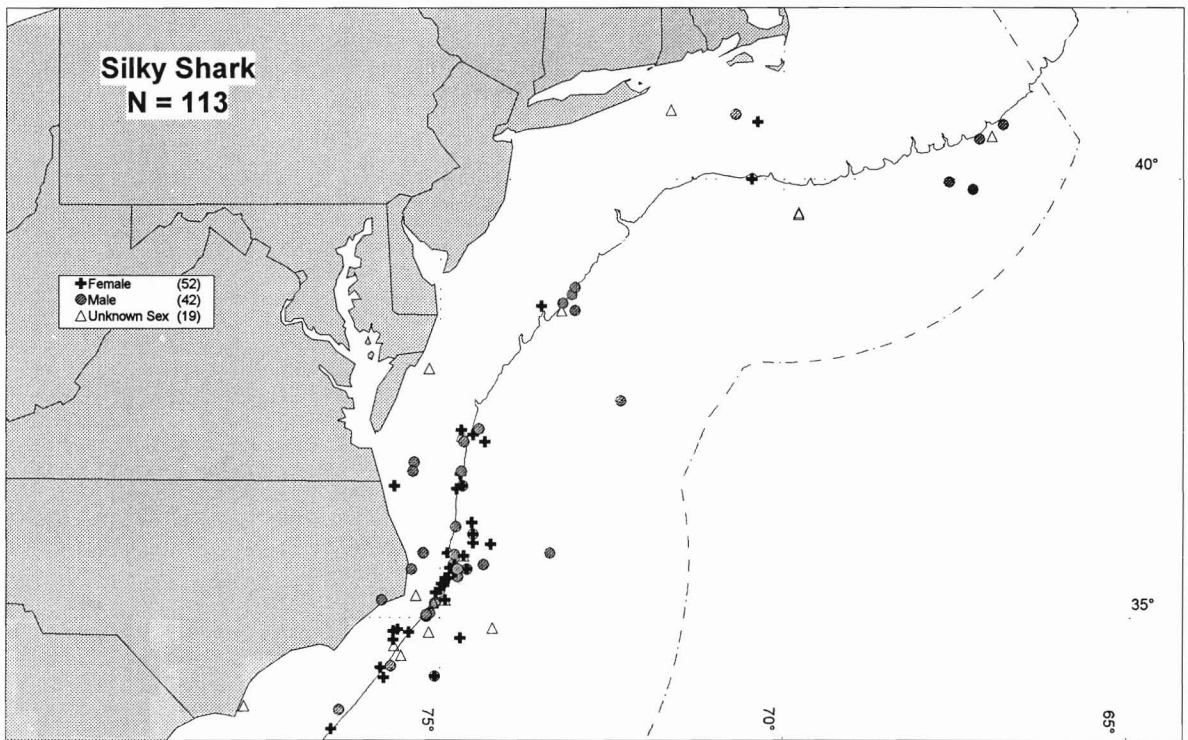 Silky Shark
N = 113
40°
Female (52)
Male (42)
Unknown Sex (19)
35°
75°
70°
65°